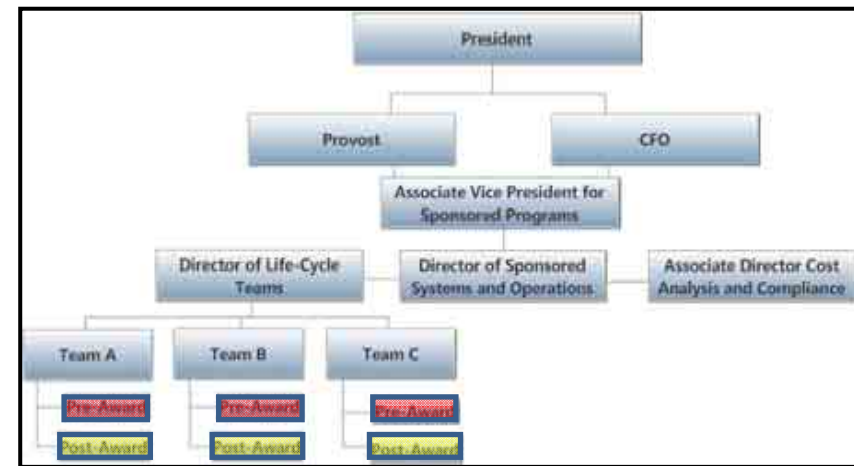 President
Provost
CFO
Associate Vice President for
Sponsored Programs
Director of Life-Cycle
Teams
Director of Sponsored
Systems and Operations
Associate Director Cost
Analysis and Compliance
Team A
Team B
Team C
Pre-Award
Pre-Award
Pre-Award
Post-Award
Post-Award
Post-Award